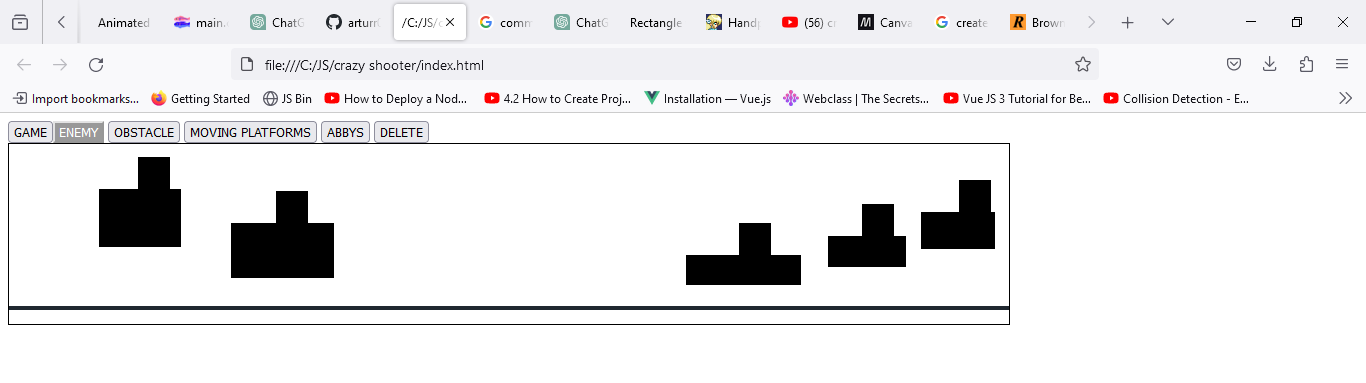 Animated main. ChatG arturr /C:/JS/c comm ChatG Rectangle Handp (56) cr Canva create Brown
file:///C:/JS/crazy shooter/index.html
Import bookmarks... Getting Started JS Bin How to Deploy a Nod... 4.2 How to Create Proj... Installation — Vue.js Webclass | The Secrets... Vue JS 3 Tutorial for Be... Collision Detection - E...
GAME ENEMY OBSTACLE MOVING PLATFORMS ABBYS DELETE